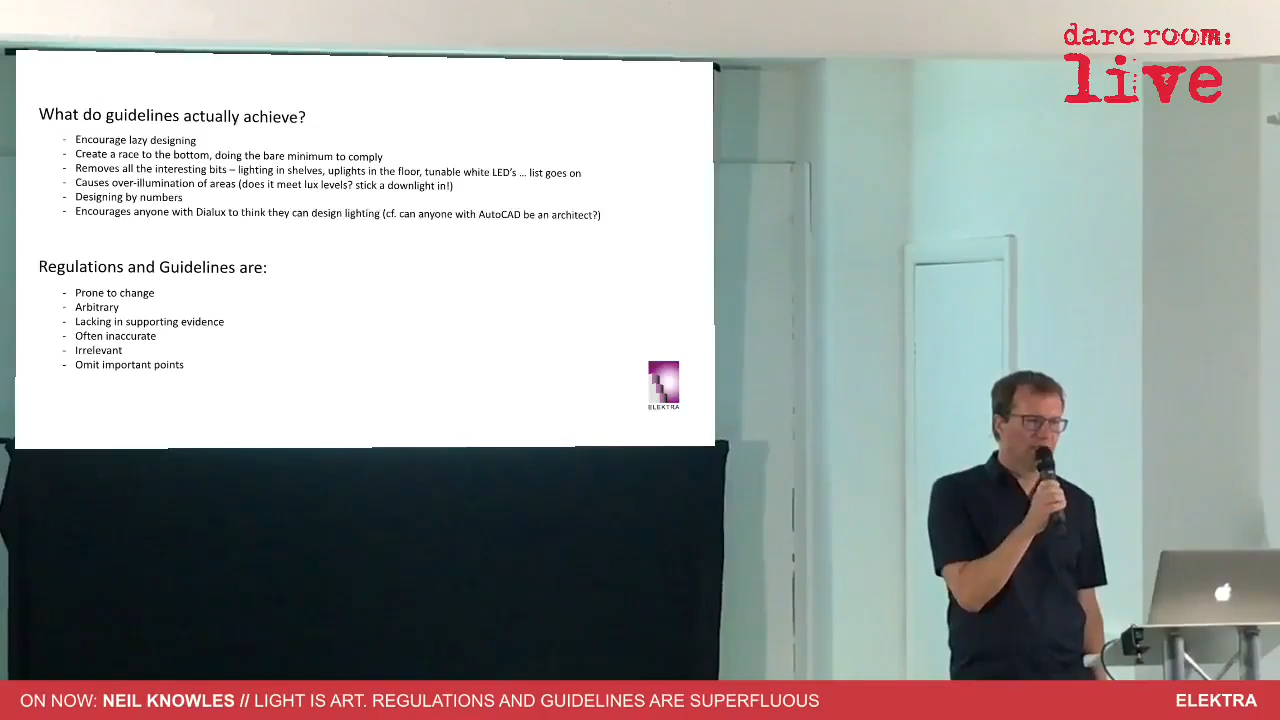 darc room:
live
What do guidelines actually achieve?
- Encourage lazy designing
- Create a race to the bottom, doing the bare minimum to comply
- Removes all the interesting bits – lighting in shelves, uplights in the floor, tunable white LED's ... list goes on
- Causes over-illumination of areas (does it meet lux levels? stick a downlight in!)
- Designing by numbers
- Encourages anyone with Dialux to think they can design lighting (cf. can anyone with AutoCAD be an architect?)
Regulations and Guidelines are:
- Prone to change
- Arbitrary
- Lacking in supporting evidence
- Often inaccurate
- Irrelevant
- Omit important points
ELEKTRA
ON NOW: NEIL KNOWLES // LIGHT IS ART. REGULATIONS AND GUIDELINES ARE SUPERFLUOUS
ELEKTRA